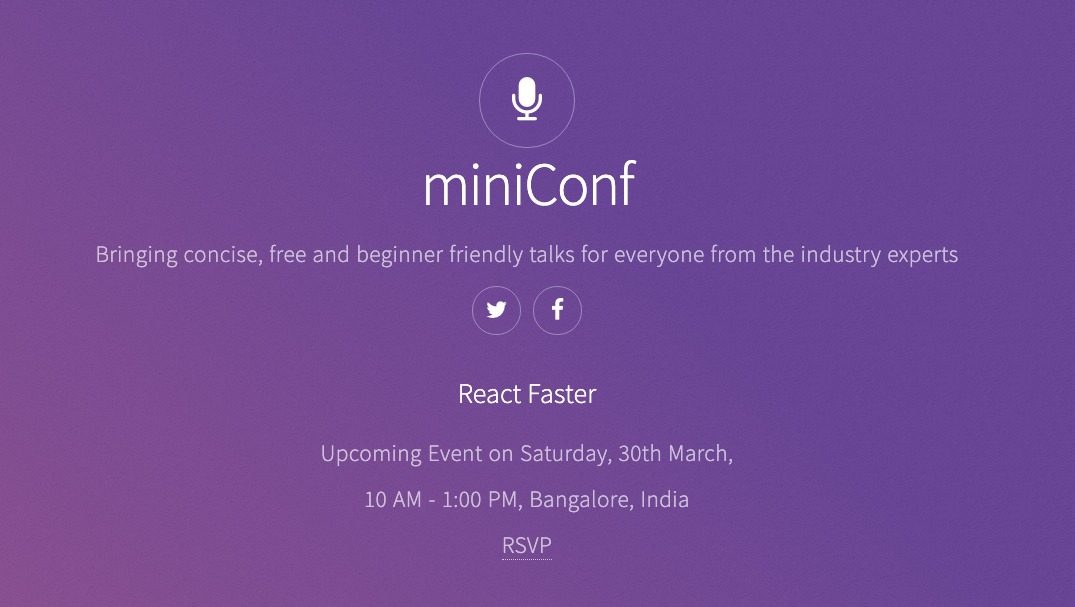 miniConf
Bringing concise, free and beginner friendly talks for everyone from the industry experts
React Faster
Upcoming Event on Saturday, 30th March,
10 AM - 1:00 PM, Bangalore, India
RSVP